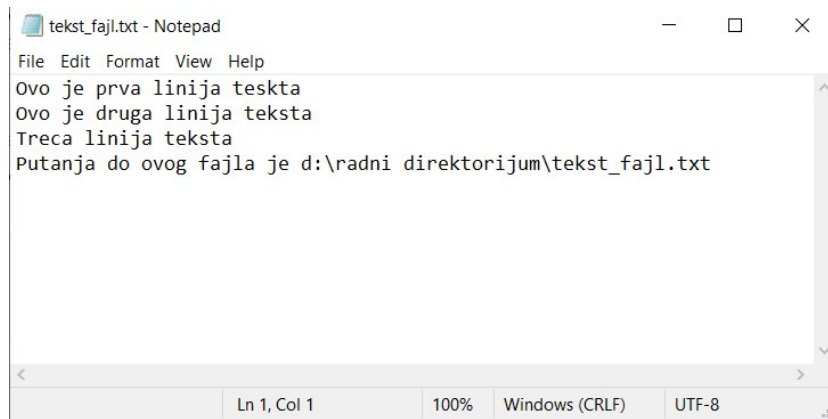 tekst_fajl.txt - Notepad
File Edit Format View Help
Ovo je prva linija teskta
Ovo je druga linija teksta
Treca linija teksta
Putanja do ovog fajla je d:\radni direktorijum\tekst_fajl.txt
Ln 1, Col 1 100% Windows (CRLF) UTF-8